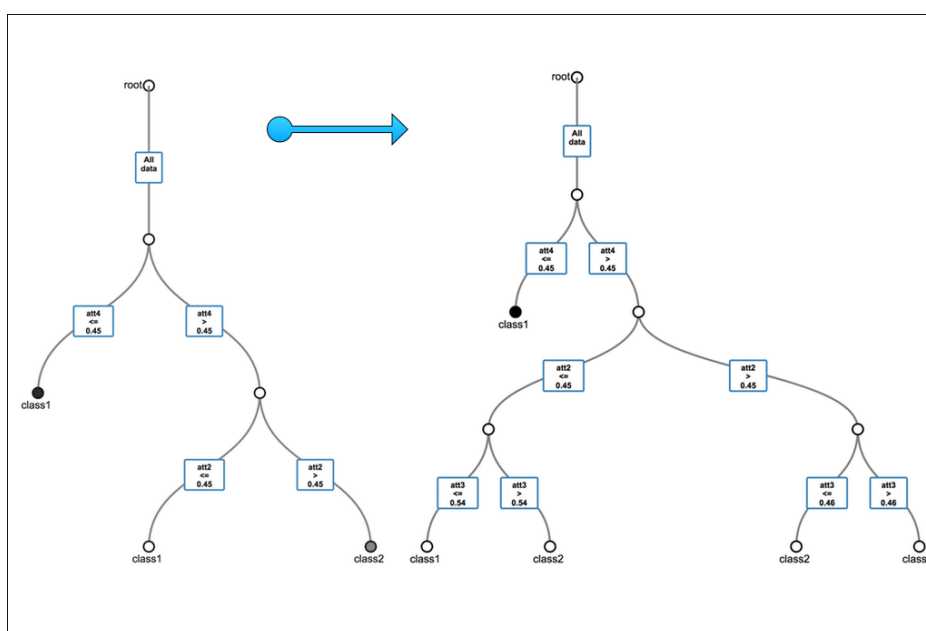 root
All
data
att4
<=
0.45
att4
>
0.45
class1
att2
<=
0.45
att2
>
0.45
class1
class2
root
All
data
att4
<=
0.45
att4
>
0.45
class1
att2
<=
0.45
att2
>
0.45
att3
<=
0.54
att3
>
0.54
att3
<=
0.46
att3
>
0.46
class1
class2
class2
class